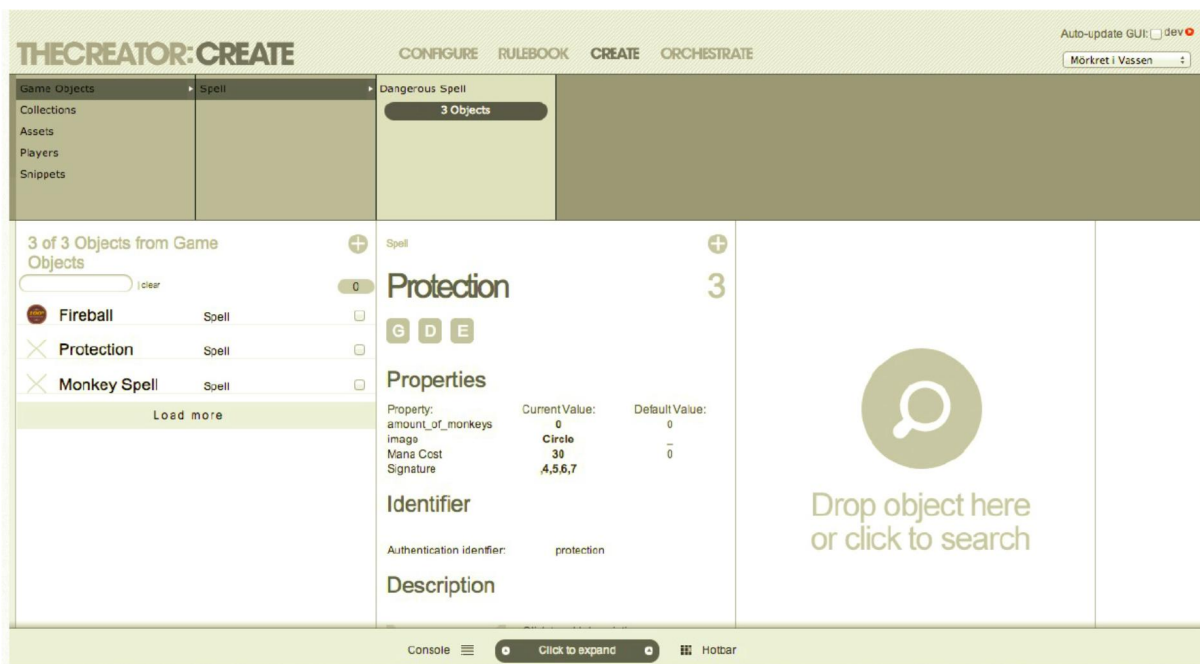 THECREATOR:CREATE
CONFIGURE RULEBOOK CREATE ORCHESTRATE
Auto-update GUI: dev
Mörkret i Vassen
Game Objects
Collections
Assets
Players
Snippets
Spell
Dangerous Spell
3 Objects
3 of 3 Objects from Game
Objects
| clear
0
Fireball Spell
Protection Spell
Monkey Spell Spell
Load more
Spell
Protection 3
G D E
Properties
Property: Current Value: Default Value:
amount_of_monkeys 0 0
image Circle _
Mana Cost 30 0
Signature ,4,5,6,7
Identifier
Authentication identfier: protection
Description
Drop object here
or click to search
Console Click to expand Hotbar